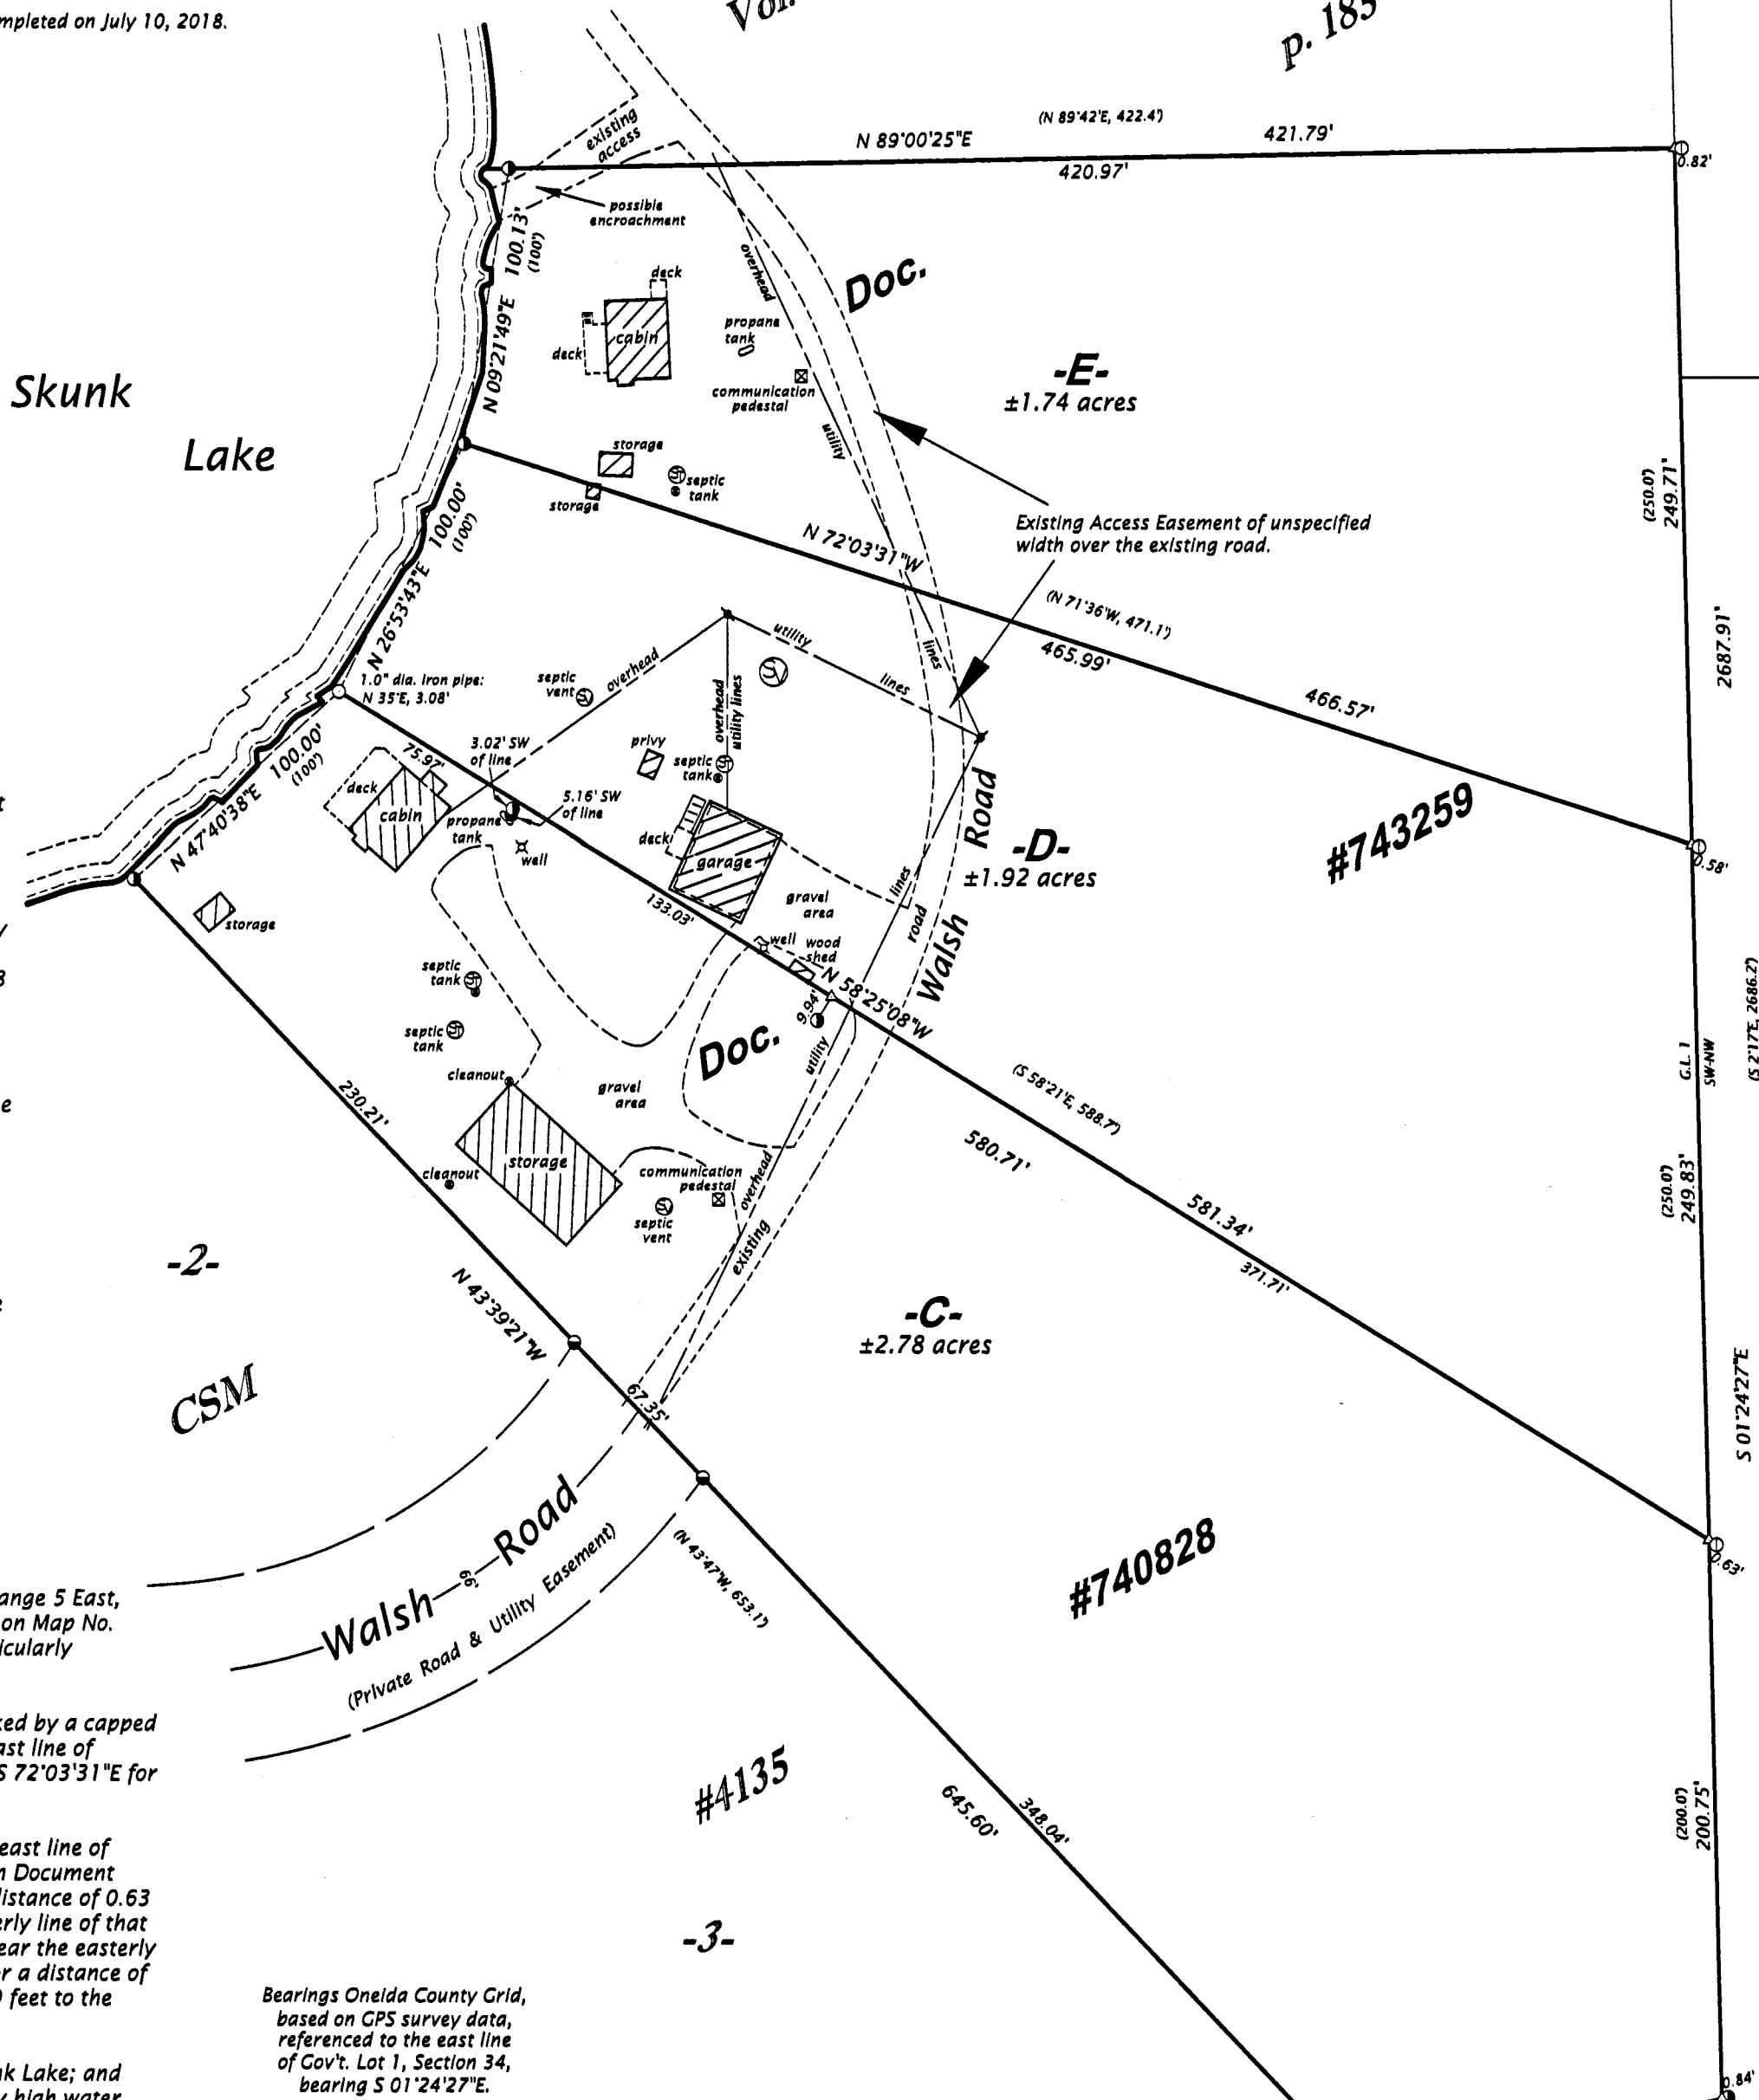 mpleted on July 10, 2018.
Vol.
p. 185
existing
access
N 89°00'25"E
(N 89°42'E, 422.4')
421.79'
420.97'
0.82'
possible
encroachment
100.13'
(100')
N 09°21'49"E
deck
cabin
deck
overhead
propane
tank
communication
pedestal
utility
Doc.
-E-
±1.74 acres
Skunk
Lake
storage
storage
septic
tank
100.00'
(100')
N 26°53'43"E
Existing Access Easement of unspecified
width over the existing road.
(250.0')
249.71'
N 72°03'31"W
(N 71°36'W, 471.1')
465.99'
466.57'
2687.91'
1.0" dia. iron pipe:
N 35°E, 3.08'
septic
vent
overhead
utility
lines
lines
overhead
utility lines
privy
septic
tank
100.00'
(100')
N 47°40'38"E
75.97'
3.02' SW
of line
5.16' SW
of line
deck
cabin
propane
tank
well
deck
garage
gravel
area
lines
road
Walsh Road
-D-
±1.92 acres
#743259
0.58'
storage
133.03'
well
wood
shed
N 58°25'08"W
9.94'
septic
tank
septic
tank
Doc.
utility
(S 58°21'E, 588.7')
580.71'
581.34'
371.71'
G.L. 1
SW-NW
(S 2°17'E, 2686.2')
cleanout
gravel
area
230.21'
storage
cleanout
communication
pedestal
septic
vent
overhead
existing
(250.0')
249.83'
-2-
N 43°39'21"W
-C-
±2.78 acres
CSM
67.35'
S 01°24'27"E
0.63'
Walsh Road
66'
(Private Road & Utility Easement)
(N 43°47'W, 653.1')
#740828
ange 5 East,
on Map No.
icularly
ked by a capped
ast line of
S 72°03'31"E for
#4135
645.60'
348.04'
(200.0')
200.75'
east line of
n Document
distance of 0.63
erly line of that
ear the easterly
r a distance of
feet to the
-3-
Bearings Oneida County Grid,
based on GPS survey data,
referenced to the east line
of Gov't. Lot 1, Section 34,
bearing S 01°24'27"E.
nk Lake; and
high water
0.84'